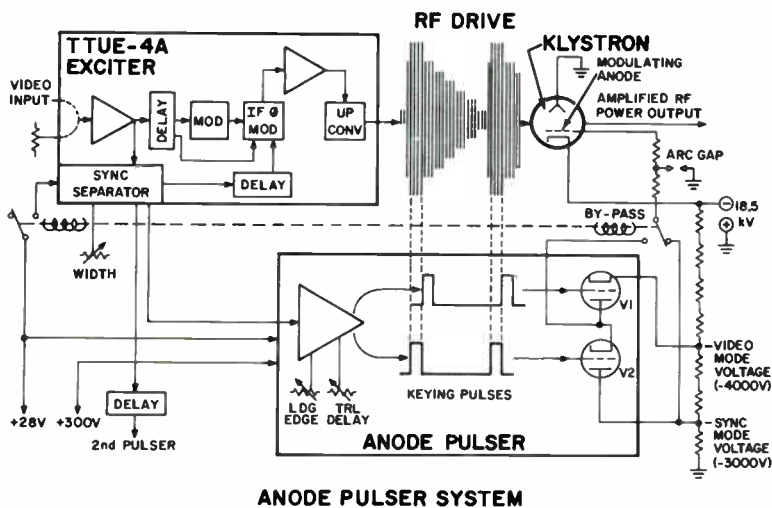 RF DRIVE
TTUE-4A
EXCITER
KLYSTRON
MODULATING
ANODE
VIDEO
INPUT
AMPLIFIED RF
POWER OUTPUT
DELAY
MOD
IF Ø
MOD
UP
CONV
ARC GAP
SYNC
SEPARATOR
DELAY
BY-PASS
⊖ 18.5
⊕ kV
WIDTH
V1
VIDEO
MODE
VOLTAGE
(-4000V)
V2
KEYING PULSES
LDG
EDGE
TRL
DELAY
+28V
+300V
DELAY
2nd PULSER
ANODE PULSER
SYNC
MODE
VOLTAGE
(-3000V)
ANODE PULSER SYSTEM